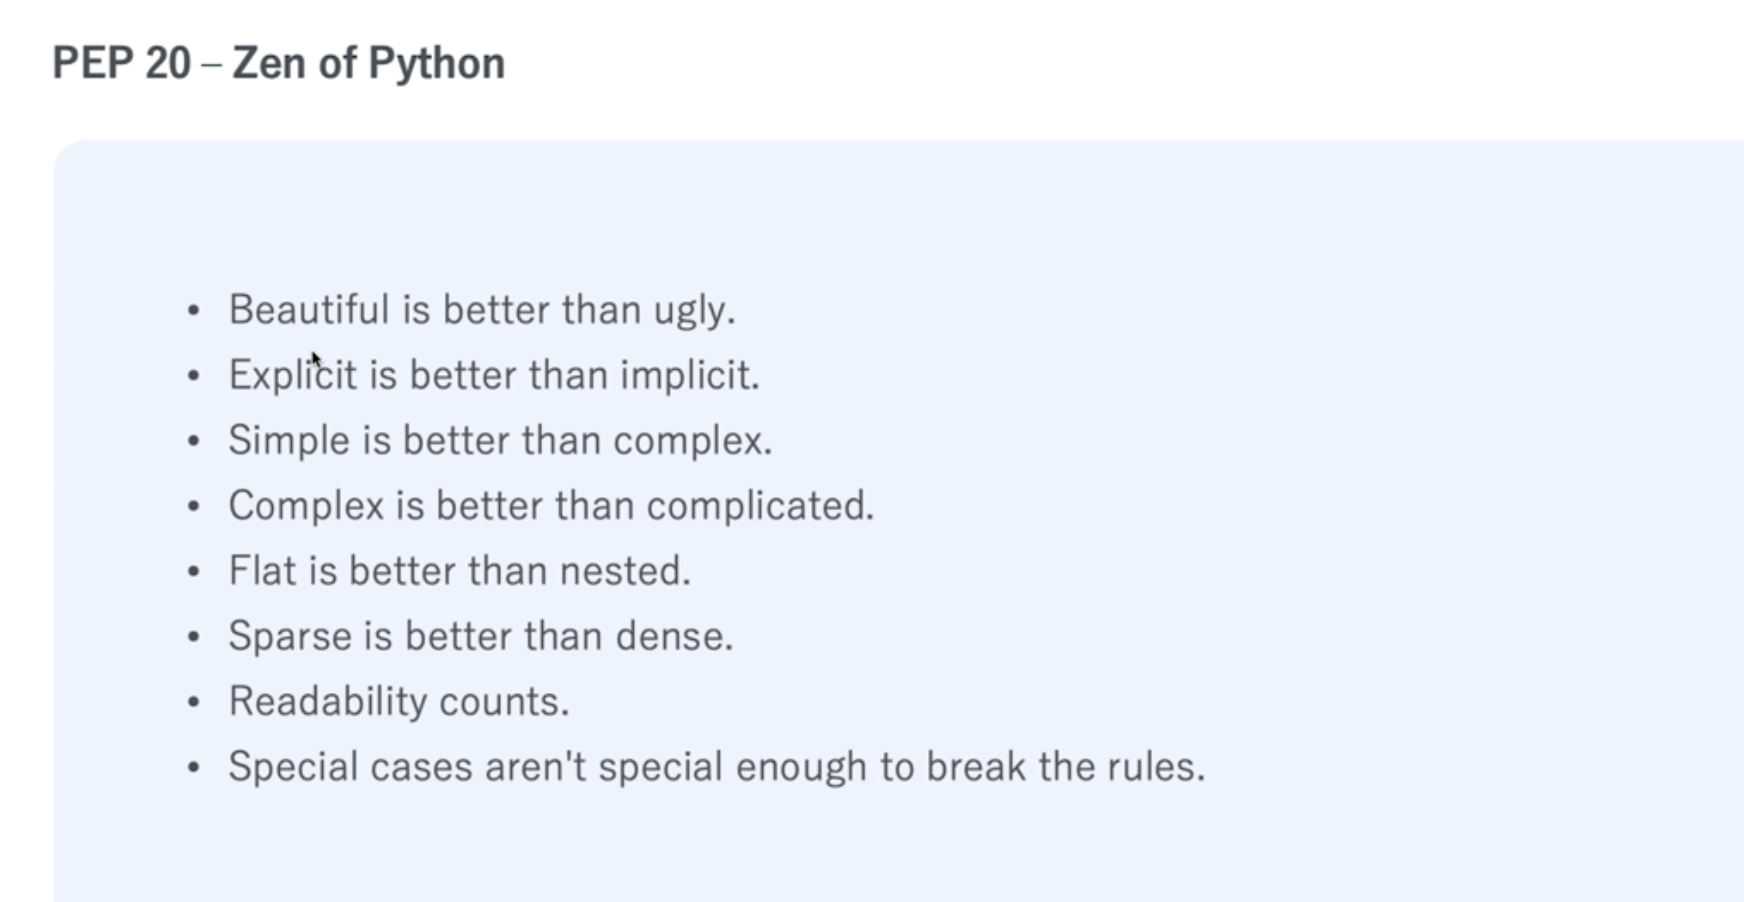 PEP 20 – Zen of Python
• Beautiful is better than ugly.
• Explicit is better than implicit.
• Simple is better than complex.
• Complex is better than complicated.
• Flat is better than nested.
• Sparse is better than dense.
• Readability counts.
• Special cases aren't special enough to break the rules.